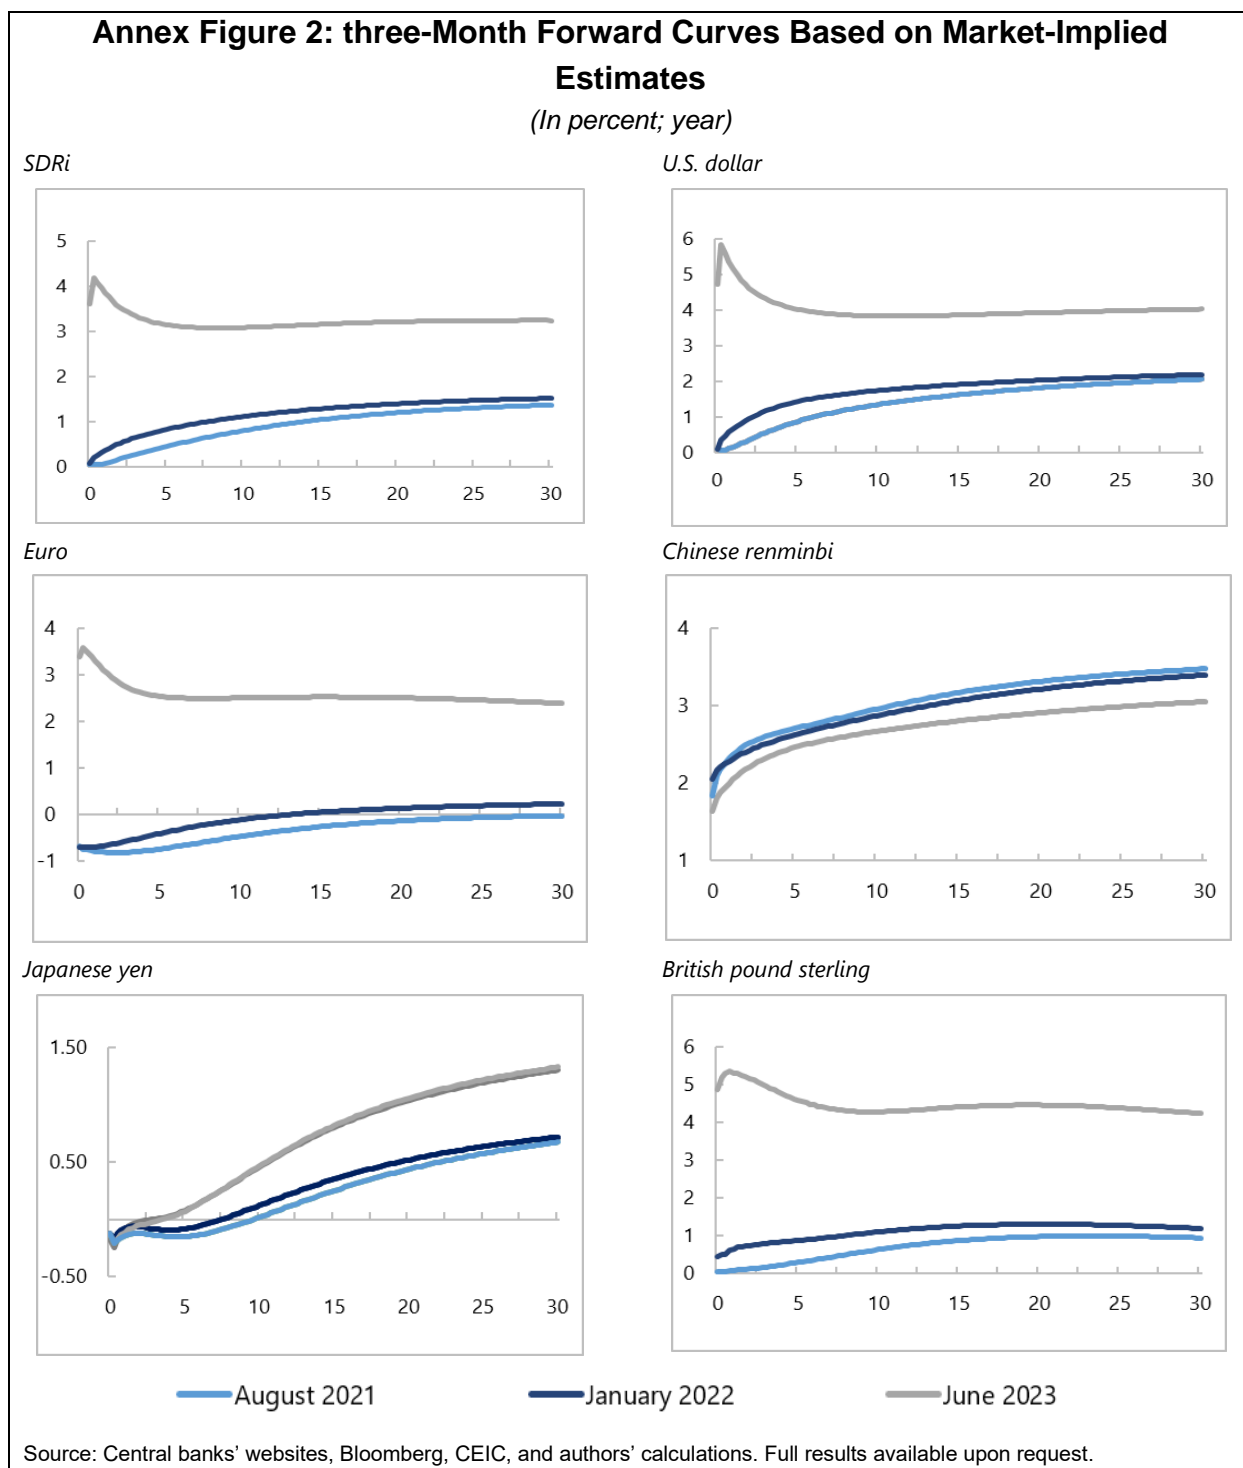 Annex Figure 2: three-Month Forward Curves Based on Market-Implied
Estimates
(In percent; year)
SDRi
5
4
3
2
1
0
0 5 10 15 20 25 30
U.S. dollar
6
5
4
3
2
1
0
0 5 10 15 20 25 30
Euro
4
3
2
1
0
-1
0 5 10 15 20 25 30
Chinese renminbi
4
3
2
1
0 5 10 15 20 25 30
Japanese yen
1.50
0.50
-0.50
0 5 10 15 20 25 30
British pound sterling
6
5
4
3
2
1
0
0 5 10 15 20 25 30
August 2021 January 2022 June 2023
Source: Central banks’ websites, Bloomberg, CEIC, and authors’ calculations. Full results available upon request.